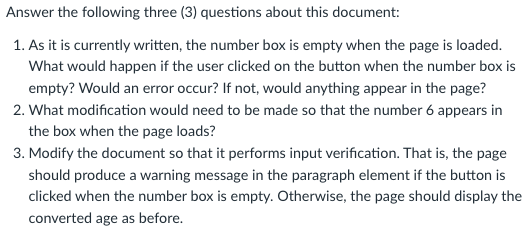 Answer the following three (3) questions about this document:
1. As it is currently written, the number box is empty when the page is loaded.
What would happen if the user clicked on the button when the number box is
empty? Would an error occur? If not, would anything appear in the page?
2. What modification would need to be made so that the number 6 appears in
the box when the page loads?
3. Modify the document so that it performs input verification. That is, the page
should produce a warning message in the paragraph element if the button is
clicked when the number box is empty. Otherwise, the page should display the
converted age as before.